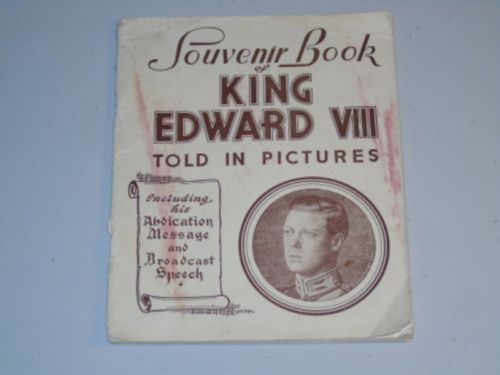 Souvenir Book
of
KING
EDWARD VIII
TOLD IN PICTURES
Including
his
Abdication
Message
and
Broadcast
Speech